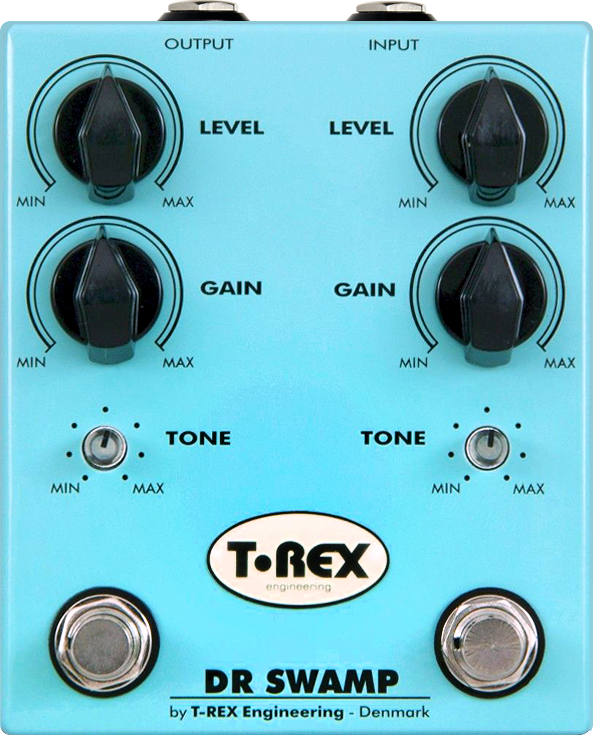 OUTPUT INPUT
LEVEL LEVEL
MIN MAX MIN MAX
GAIN GAIN
MIN MAX MIN MAX
TONE TONE
MIN MAX MIN MAX
T•REX
engineering
DR SWAMP
by T-REX Engineering - Denmark